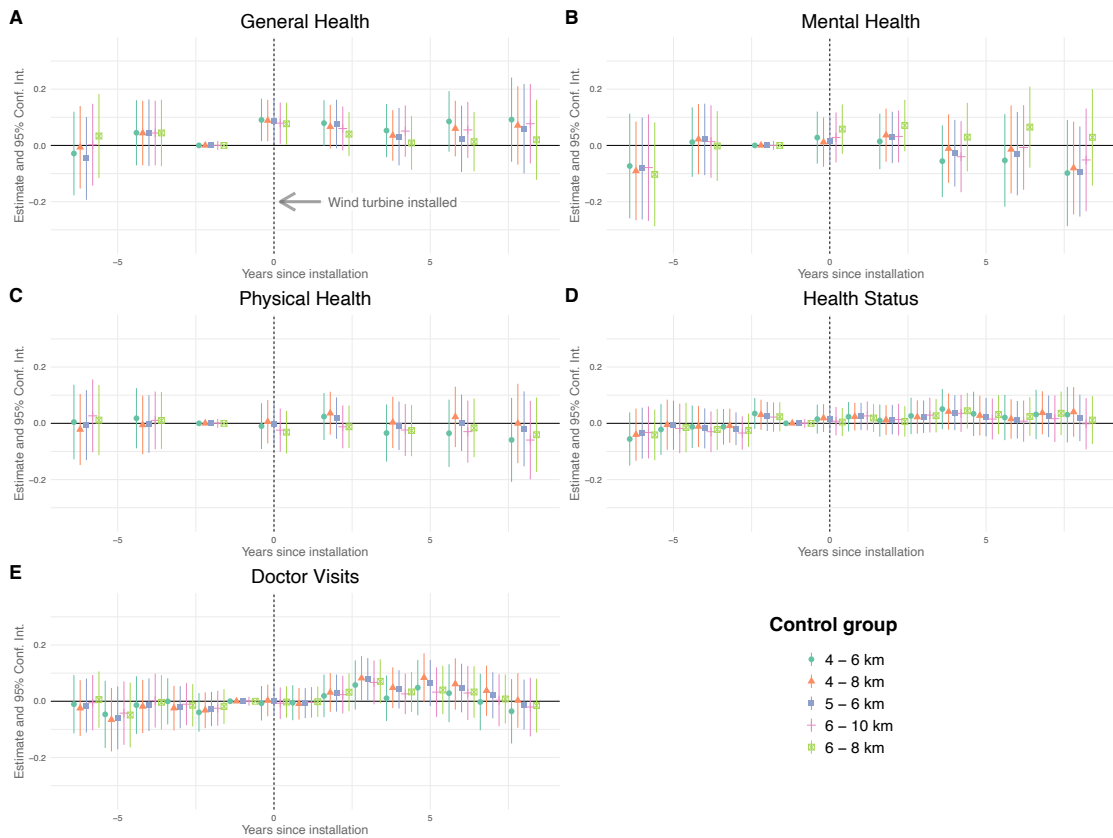 A
General Health
Estimate and 95% Conf. Int.
0.2
0.0
−0.2
Wind turbine installed
−5
0
5
Years since installation
B
Mental Health
Estimate and 95% Conf. Int.
0.2
0.0
−0.2
−5
0
5
Years since installation
C
Physical Health
Estimate and 95% Conf. Int.
0.2
0.0
−0.2
−5
0
5
Years since installation
D
Health Status
Estimate and 95% Conf. Int.
0.2
0.0
−0.2
−5
0
5
Years since installation
E
Doctor Visits
Estimate and 95% Conf. Int.
0.2
0.0
−0.2
−5
0
5
Years since installation
Control group
4 − 6 km
4 − 8 km
5 − 6 km
6 − 10 km
6 − 8 km